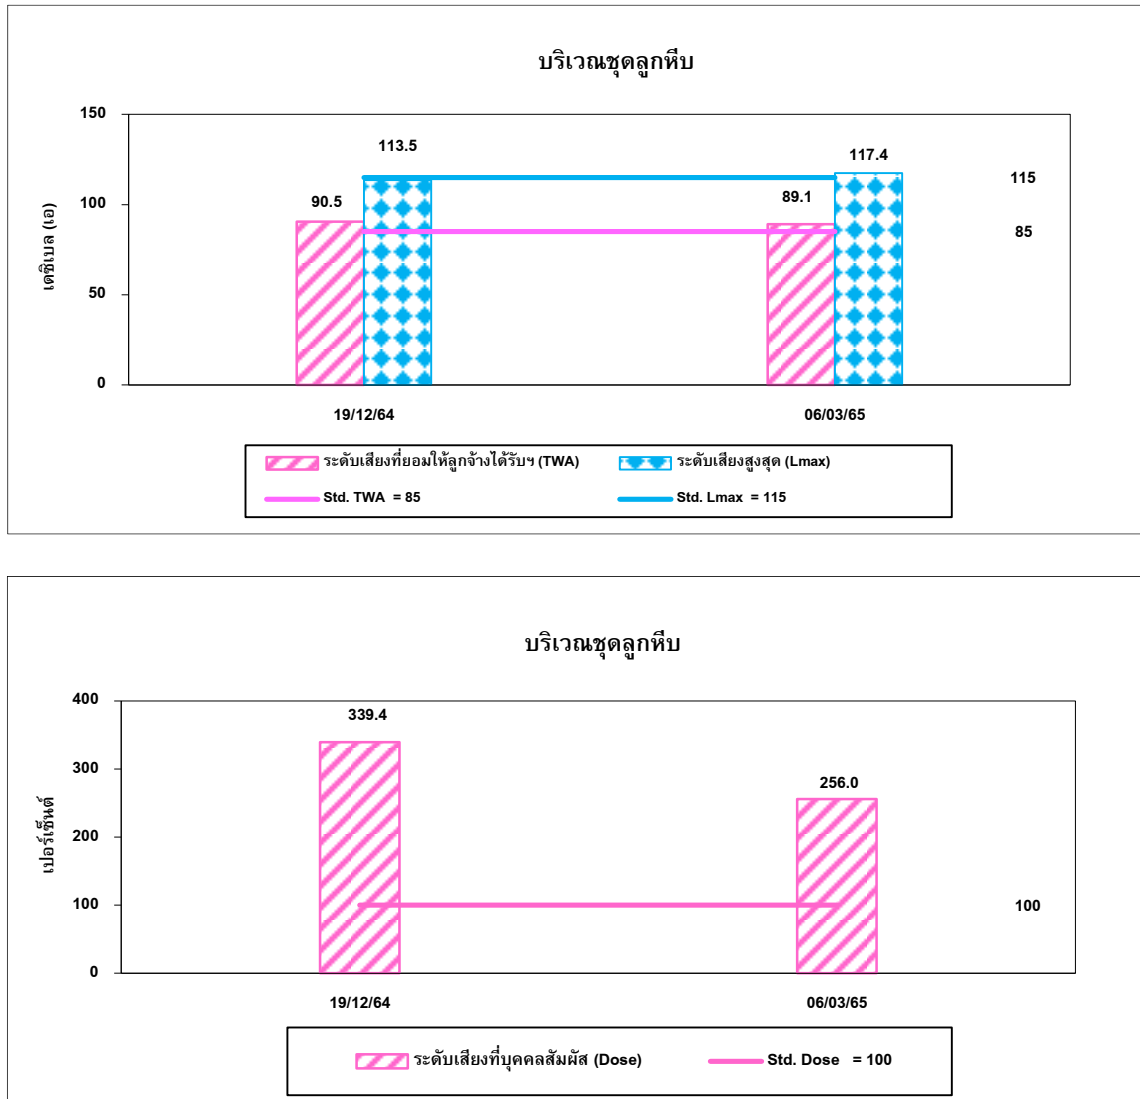 บริเวณชุดลูกหีบ
150
113.5
117.4
115
90.5
89.1
100
85
เดซิเบล (เอ)
50
0
19/12/64 06/03/65
ระดับเสียงที่ยอมให้ลูกจ้างได้รับฯ (TWA) ระดับเสียงสูงสุด (Lmax)
Std. TWA = 85 Std. Lmax = 115
บริเวณชุดลูกหีบ
400
339.4
300
256.0
เปอร์เซ็นต์
200
100
100
0
19/12/64 06/03/65
ระดับเสียงที่บุคคลสัมผัส (Dose) Std. Dose = 100